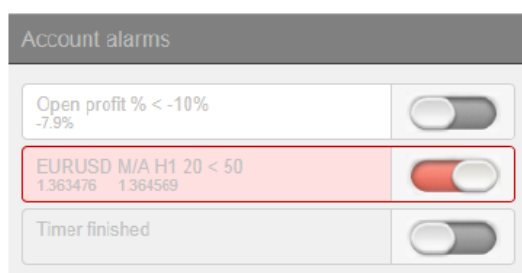 Account alarms
Open profit % < -10%
-7.9%
EURUSD M/A H1 20 < 50
1.363476 1.364569
Timer finished